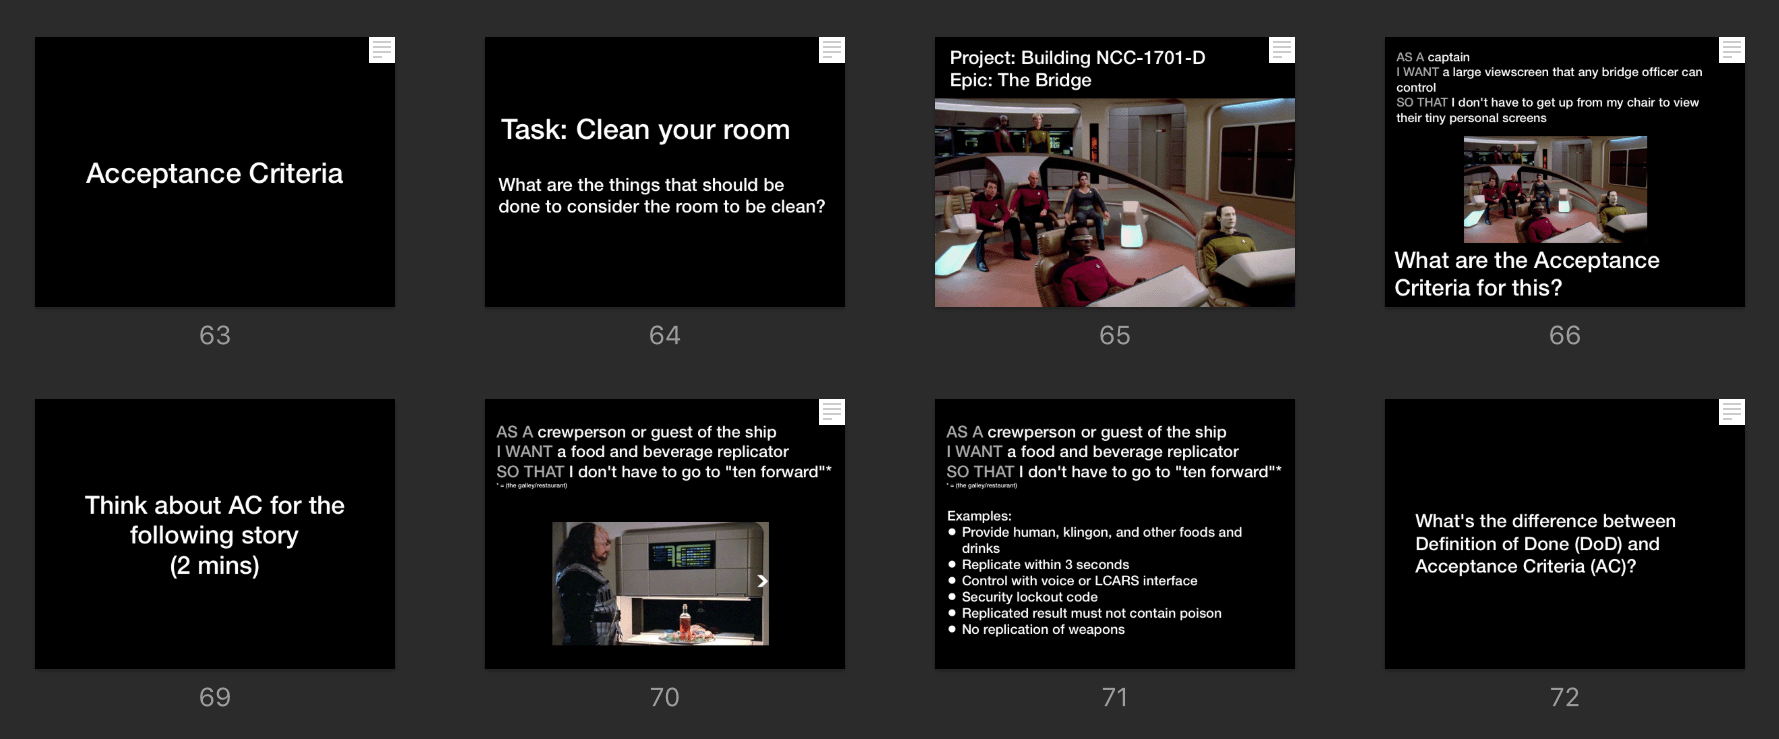 Acceptance Criteria
63
Task: Clean your room
What are the things that should be
done to consider the room to be clean?
64
Project: Building NCC-1701-D
Epic: The Bridge
65
AS A captain
I WANT a large viewscreen that any bridge officer can
control
SO THAT I don't have to get up from my chair to view
their tiny personal screens
What are the Acceptance
Criteria for this?
66
Think about AC for the
following story
(2 mins)
69
AS A crewperson or guest of the ship
I WANT a food and beverage replicator
SO THAT I don't have to go to "ten forward"*
* = (the galley/restaurant)
70
AS A crewperson or guest of the ship
I WANT a food and beverage replicator
SO THAT I don't have to go to "ten forward"*
* = (the galley/restaurant)
Examples:
● Provide human, klingon, and other foods and
drinks
● Replicate within 3 seconds
● Control with voice or LCARS interface
● Security lockout code
● Replicated result must not contain poison
● No replication of weapons
71
What's the difference between
Definition of Done (DoD) and
Acceptance Criteria (AC)?
72